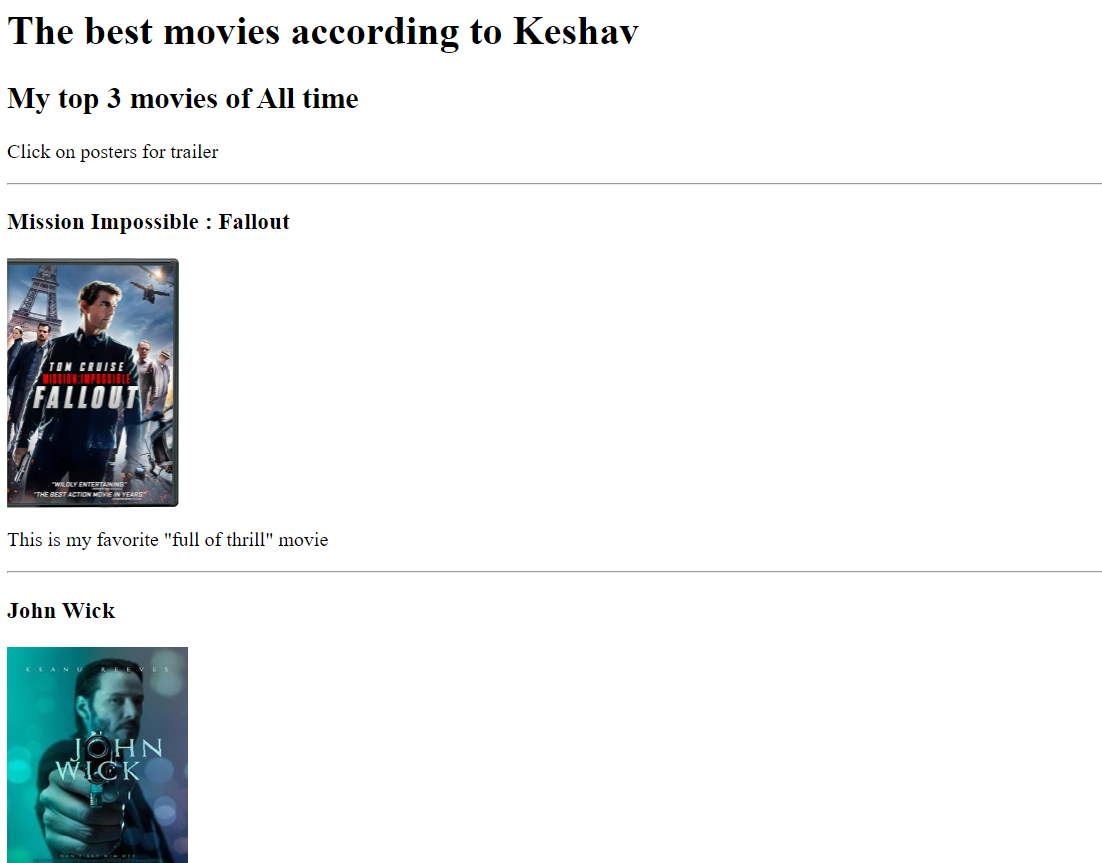 The best movies according to Keshav
My top 3 movies of All time
Click on posters for trailer
Mission Impossible : Fallout
TOM CRUISE
MISSION:IMPOSSIBLE
FALLOUT
"WILDLY ENTERTAINING."
"THE BEST ACTION MOVIE IN YEARS."
This is my favorite "full of thrill" movie
John Wick
KEANU REEVES
JOHN
WICK